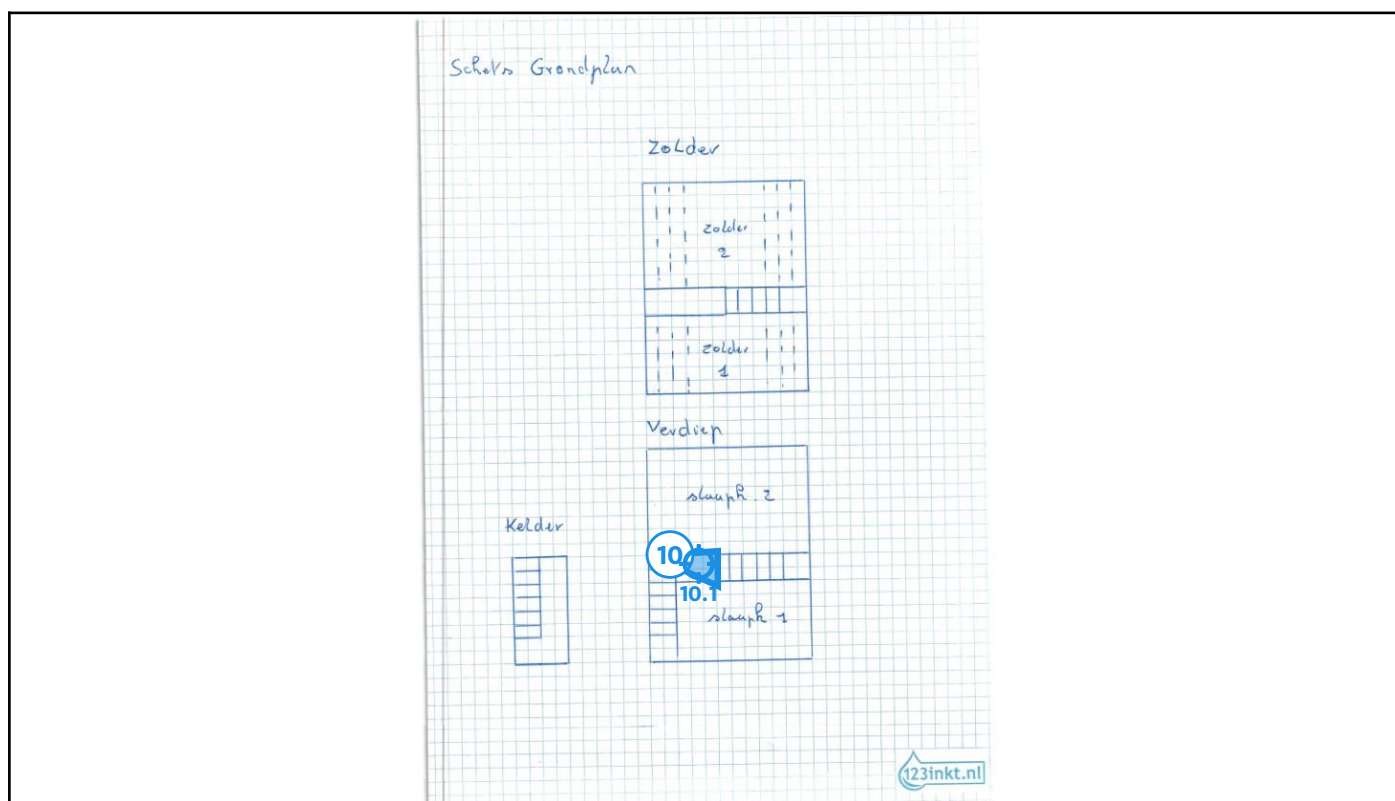 Schets Grondplan
Zolder
zolder
2
zolder
1
Verdiep
slaapk. 2
Kelder
10
10.1
slaapk 1
123inkt.nl